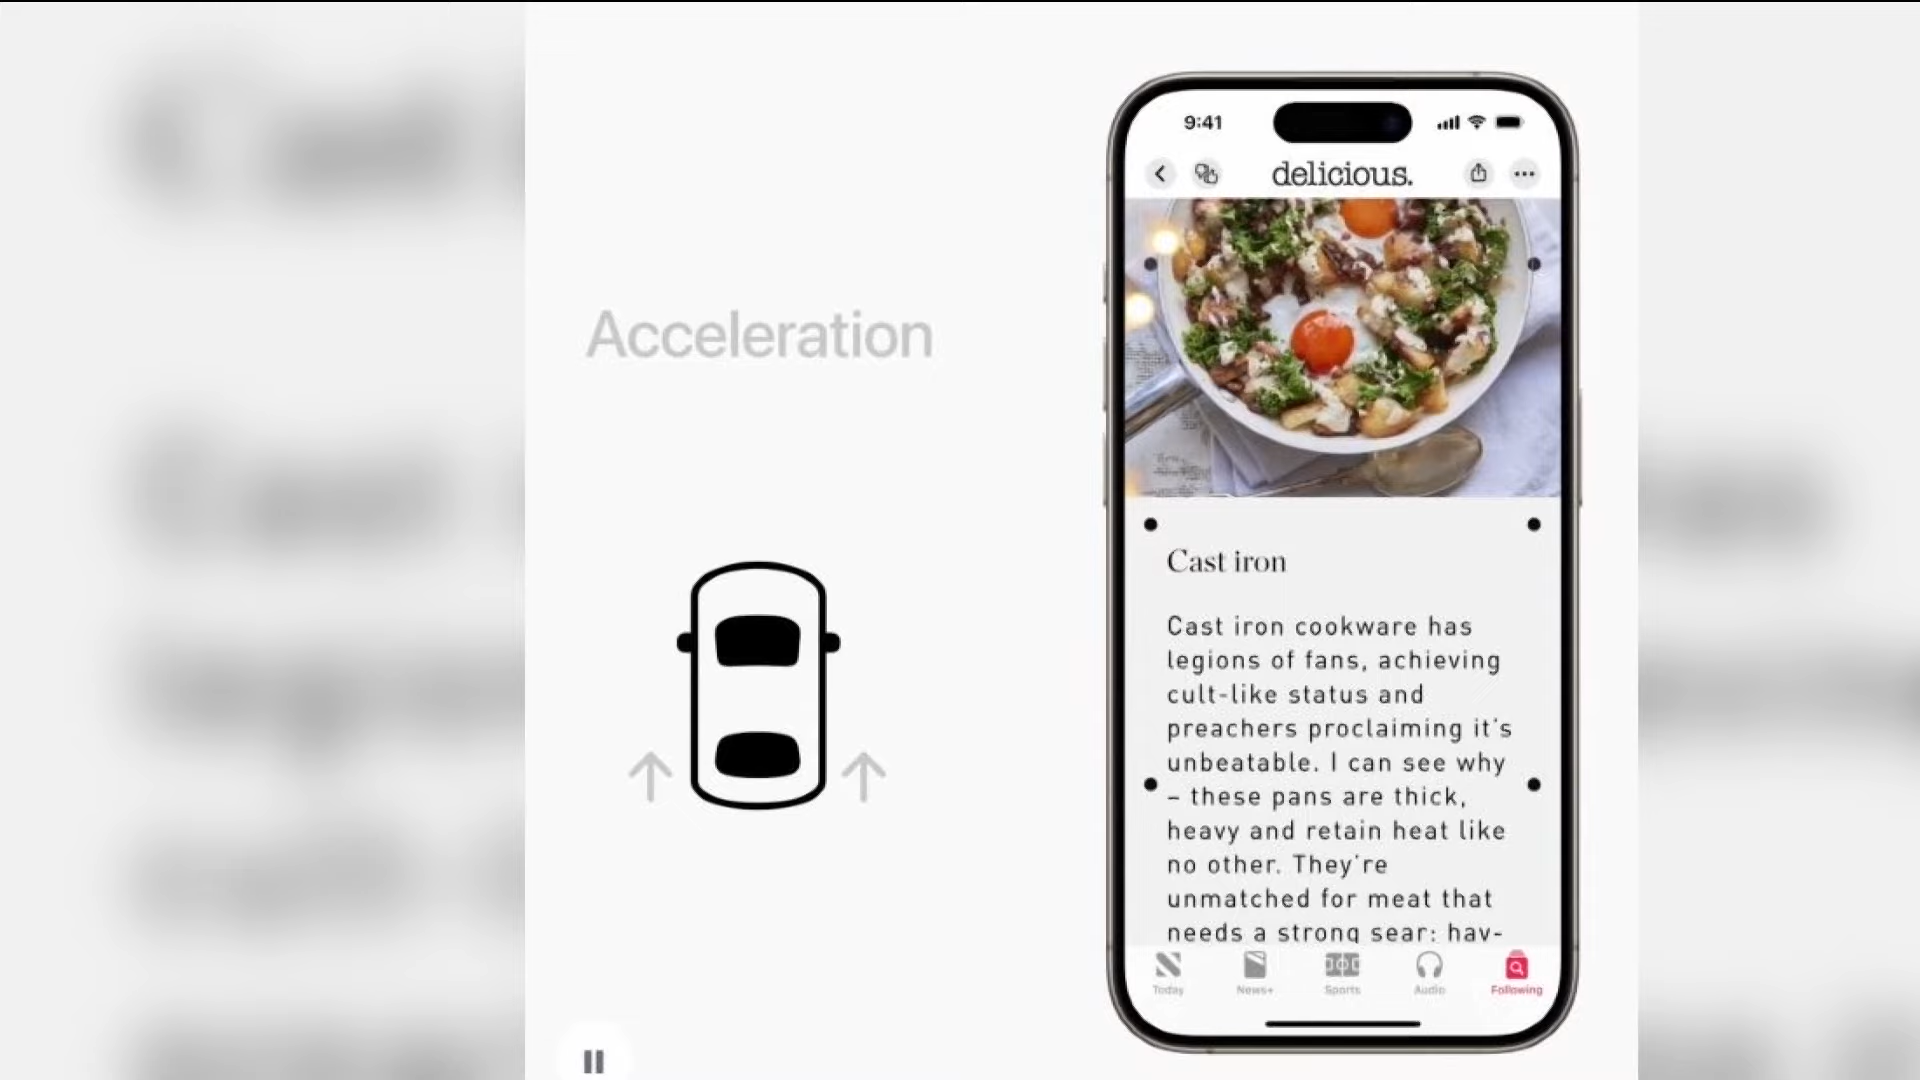 Acceleration
9:41
delicious.
Cast iron
Cast iron cookware has
legions of fans, achieving
cult-like status and
preachers proclaiming it's
unbeatable. I can see why
– these pans are thick,
heavy and retain heat like
no other. They're
unmatched for meat that
needs a strong sear: hav-
Today News+ Sports Audio Following